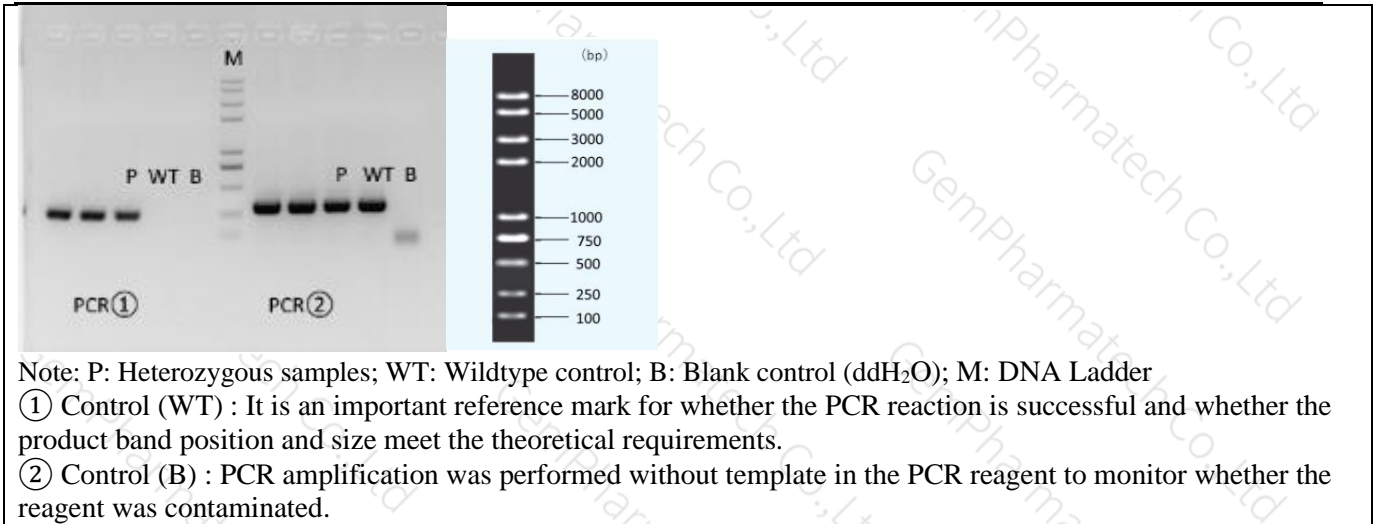 M
(bp)
8000
5000
3000
2000
P WT B
P WT B
1000
750
500
250
100
PCR①
PCR②
Note: P: Heterozygous samples; WT: Wildtype control; B: Blank control (ddH₂O); M: DNA Ladder
① Control (WT) : It is an important reference mark for whether the PCR reaction is successful and whether the
product band position and size meet the theoretical requirements.
② Control (B) : PCR amplification was performed without template in the PCR reagent to monitor whether the
reagent was contaminated.
GemPharmatech Co.,Ltd